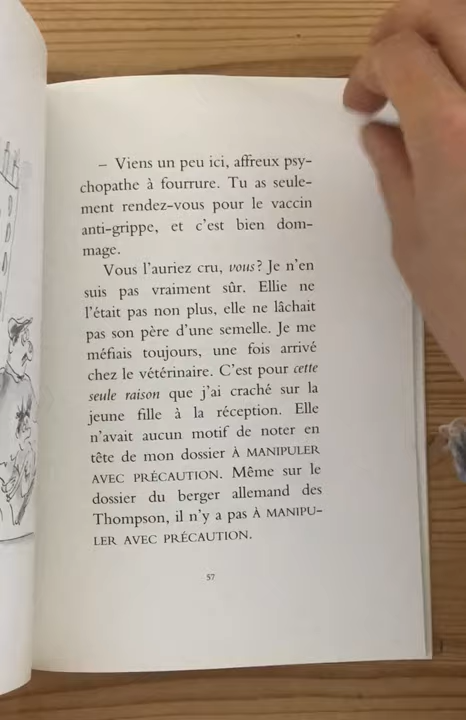 – Viens un peu ici, affreux psy-
chopathe à fourrure. Tu as seule-
ment rendez-vous pour le vaccin
anti-grippe, et c'est bien dom-
mage.
Vous l'auriez cru, vous ? Je n'en
suis pas vraiment sûr. Ellie ne
l'était pas non plus, elle ne lâchait
pas son père d'une semelle. Je me
méfiais toujours, une fois arrivé
chez le vétérinaire. C'est pour cette
seule raison que j'ai craché sur la
jeune fille à la réception. Elle
n'avait aucun motif de noter en
tête de mon dossier À MANIPULER
AVEC PRÉCAUTION. Même sur le
dossier du berger allemand des
Thompson, il n'y a pas À MANIPU-
LER AVEC PRÉCAUTION.
57